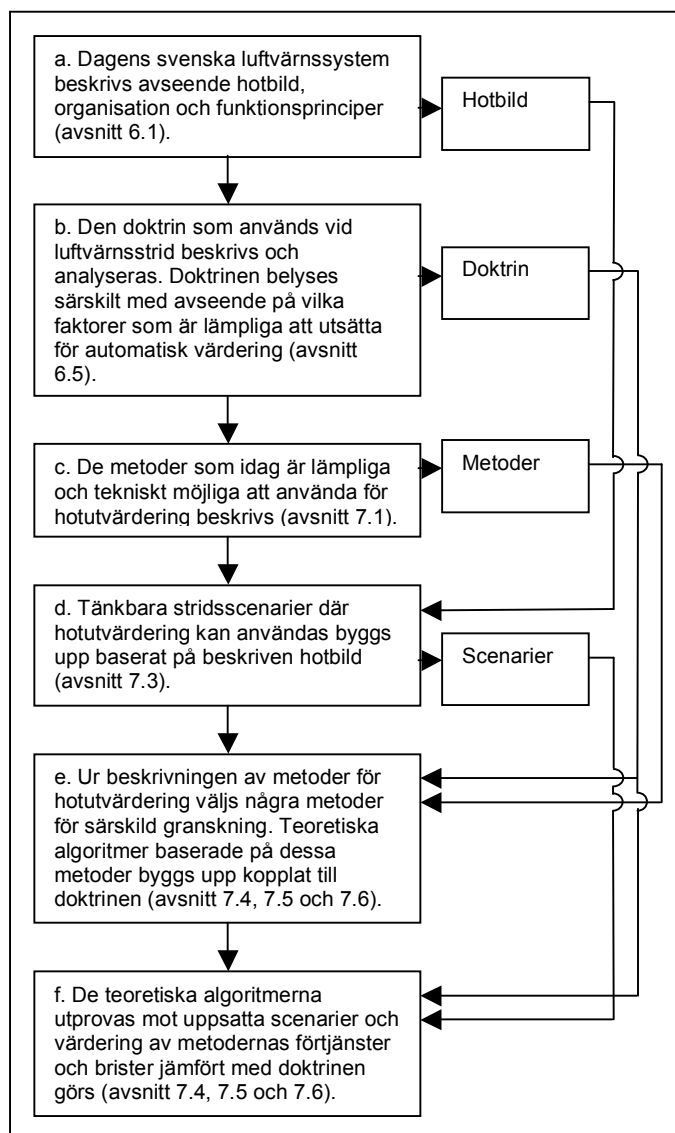 a. Dagens svenska luftvärnssystem
beskrivs avseende hotbild,
organisation och funktionsprinciper
(avsnitt 6.1).
Hotbild
b. Den doktrin som används vid
luftvärnsstrid beskrivs och
analyseras. Doktrinen belyses
särskilt med avseende på vilka
faktorer som är lämpliga att utsätta
för automatisk värdering (avsnitt
6.5).
Doktrin
c. De metoder som idag är lämpliga
och tekniskt möjliga att använda för
hotutvärdering beskrivs (avsnitt 7.1).
Metoder
d. Tänkbara stridsscenarier där
hotutvärdering kan användas byggs
upp baserat på beskriven hotbild
(avsnitt 7.3).
Scenarier
e. Ur beskrivningen av metoder för
hotutvärdering väljs några metoder
för särskild granskning. Teoretiska
algoritmer baserade på dessa
metoder byggs upp kopplat till
doktrinen (avsnitt 7.4, 7.5 och 7.6).
f. De teoretiska algoritmerna
utprovas mot uppsatta scenarier och
värdering av metodernas förtjänster
och brister jämfört med doktrinen
görs (avsnitt 7.4, 7.5 och 7.6).